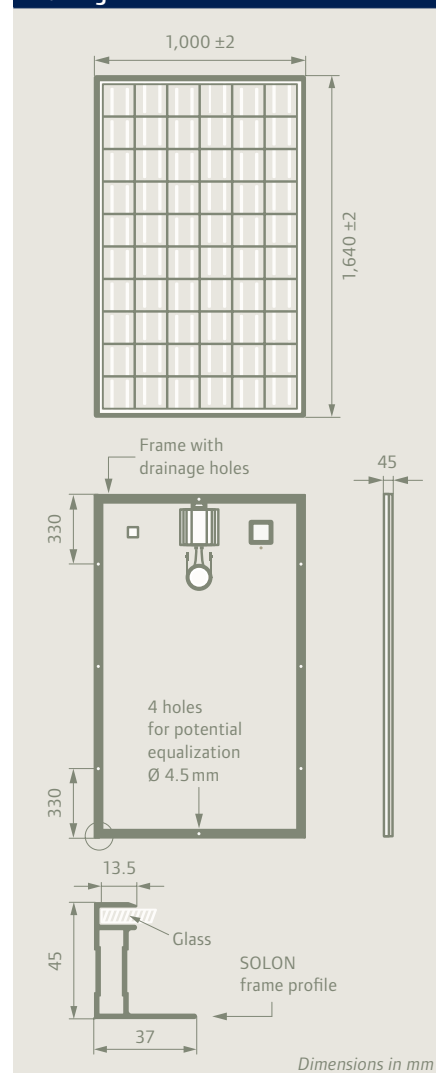 1,000 ±2
1,640 ±2
Frame with
drainage holes
45
330
4 holes
for potential
equalization
Ø 4.5 mm
330
13.5
Glass
45
SOLON
frame profile
37
Dimensions in mm